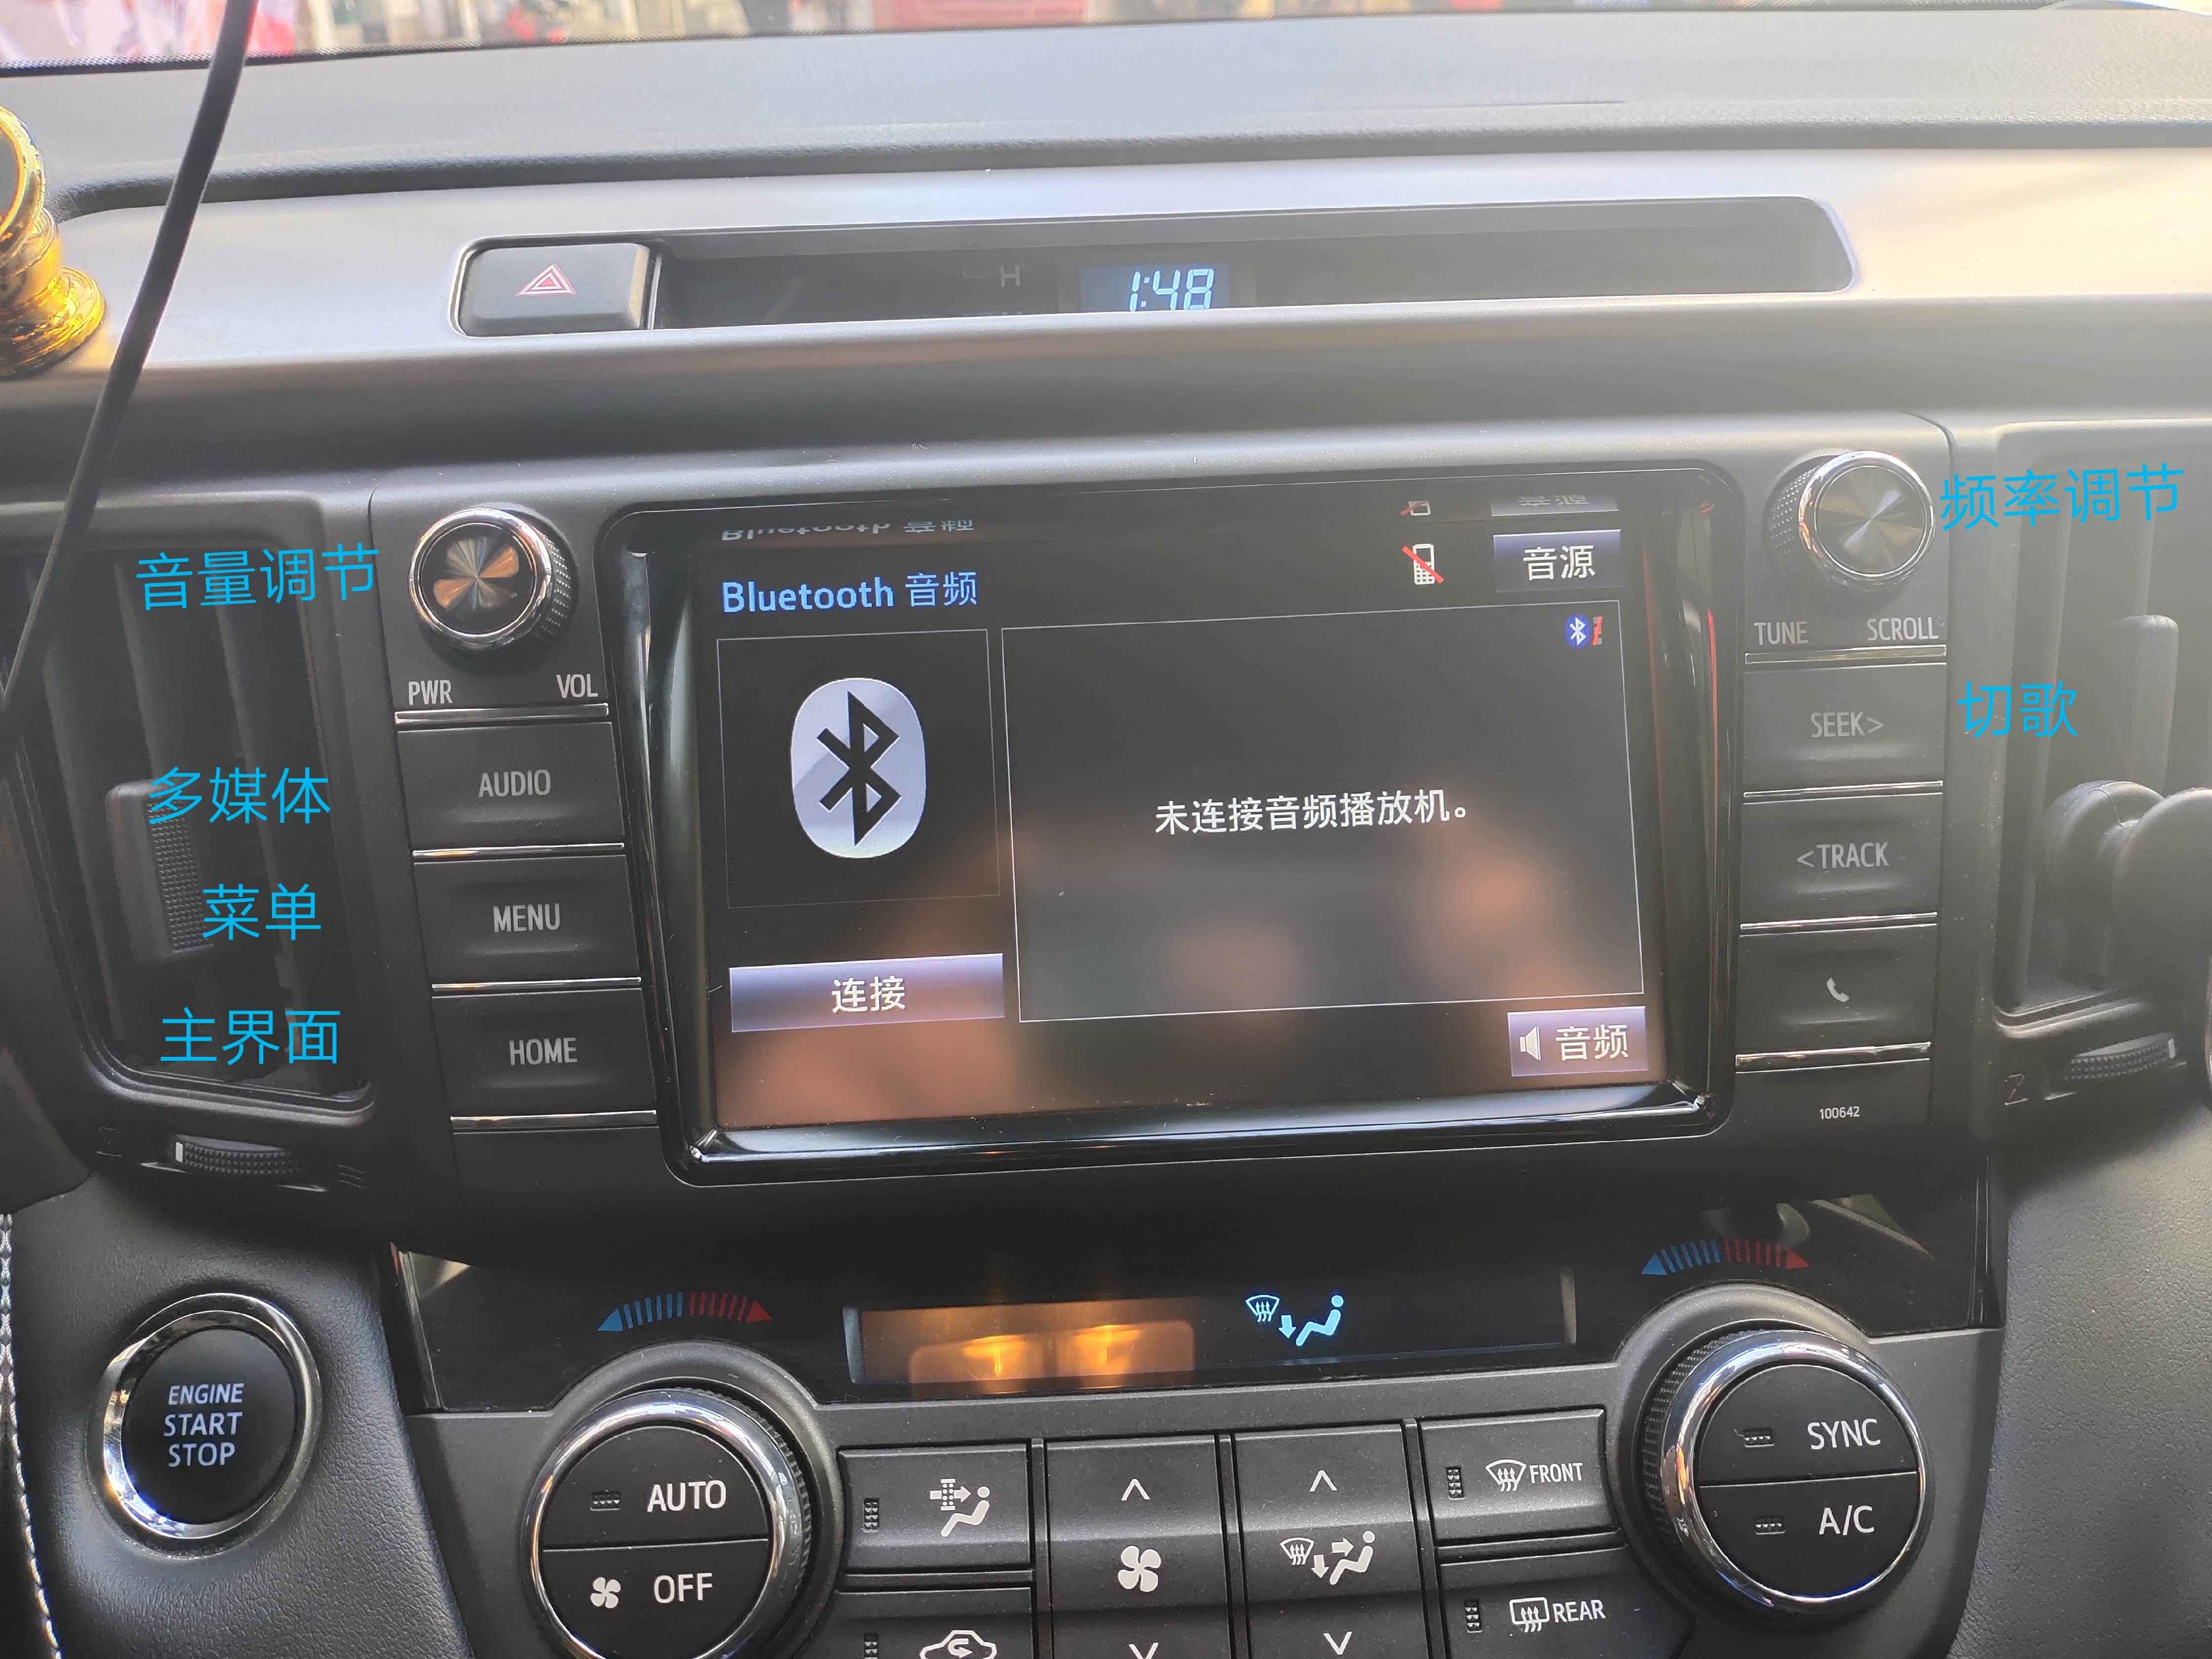 1:48
音量调节
PWR VOL
多媒体
AUDIO
菜单
MENU
主界面
HOME
Bluetooth 音频
音源
未连接音频播放机。
连接
音频
频率调节
TUNE SCROLL
切歌
SEEK>
<TRACK
100642
ENGINE
START
STOP
AUTO
OFF
FRONT
REAR
SYNC
A/C